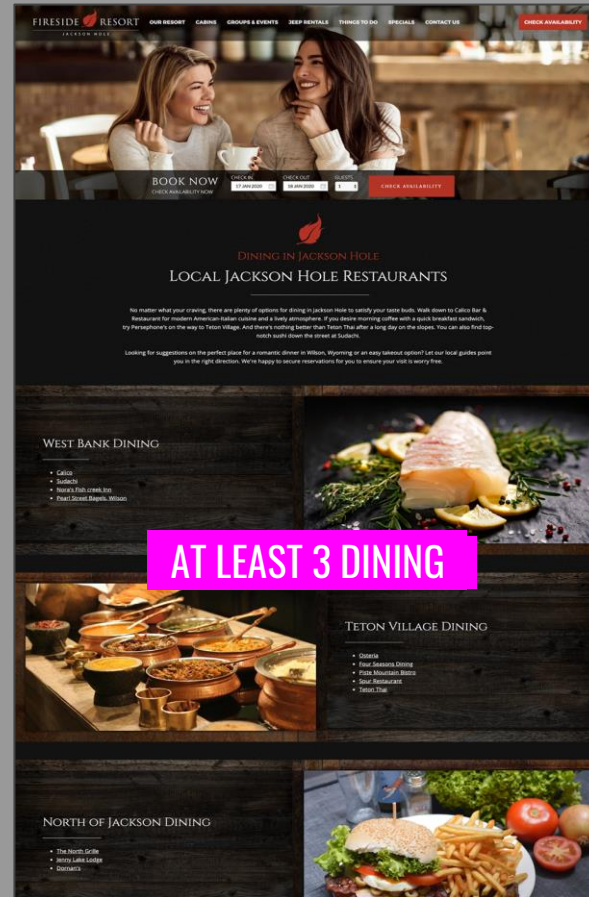 FIRESIDE RESORT
JACKSON HOLE
OUR RESORT CABINS GROUPS & EVENTS JEEP RENTALS THINGS TO DO SPECIALS CONTACT US
CHECK AVAILABILITY
BOOK NOW
CHECK AVAILABILITY NOW
CHECK IN
17 JAN 2020
CHECK OUT
18 JAN 2020
GUESTS
CHECK AVAILABILITY
DINING IN JACKSON HOLE
LOCAL JACKSON HOLE RESTAURANTS
No matter what your craving, there are plenty of options for dining in Jackson Hole to satisfy your taste buds. Walk down to Calico Bar &
Restaurant for modern American-Italian cuisine and a lively atmosphere. If you desire morning coffee with a quick breakfast sandwich,
try Persephone's on the way to Teton Village. And there's nothing better than Teton Thai after a long day on the slopes. You can also find top-
notch sushi down the street at Sudachi.
Looking for suggestions on the perfect place for a romantic dinner in Wilson, Wyoming or an easy takeout option? Let our local guides point
you in the right direction. We're happy to secure reservations for you to ensure your visit is worry-free.
WEST BANK DINING
Calico
Sudachi
Nora's Fish creek Inn
Pearl Street Bagels, Wilson
AT LEAST 3 DINING
TETON VILLAGE DINING
Osteria
Four Seasons Dining
Piste Mountain Bistro
Spur Restaurant
Teton Thai
NORTH OF JACKSON DINING
The North Grille
Jenny Lake Lodge
Dornan's